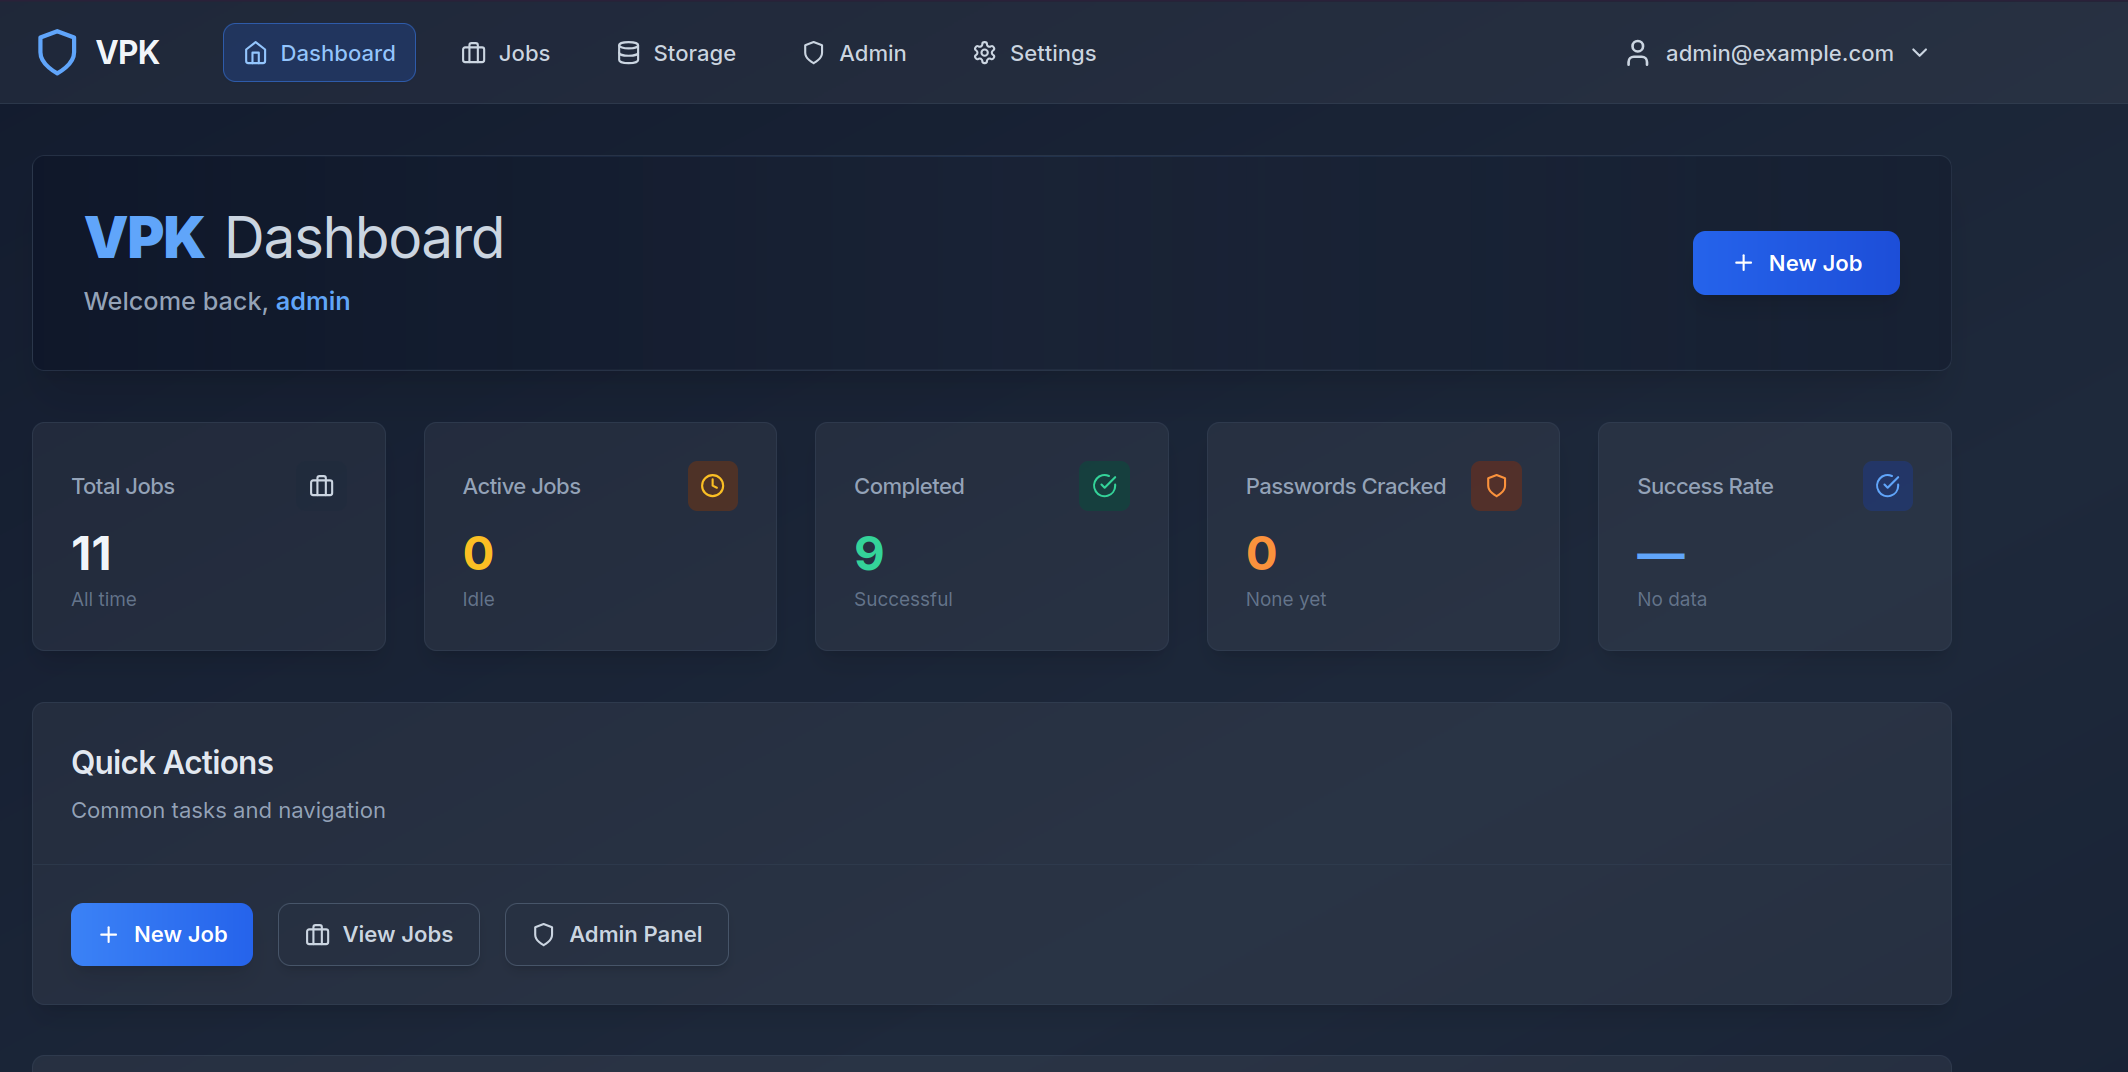 VPK
Dashboard
Jobs
Storage
Admin
Settings
admin@example.com
VPK Dashboard
Welcome back, admin
New Job
Total Jobs
11
All time
Active Jobs
0
Idle
Completed
9
Successful
Passwords Cracked
0
None yet
Success Rate
—
No data
Quick Actions
Common tasks and navigation
New Job
View Jobs
Admin Panel